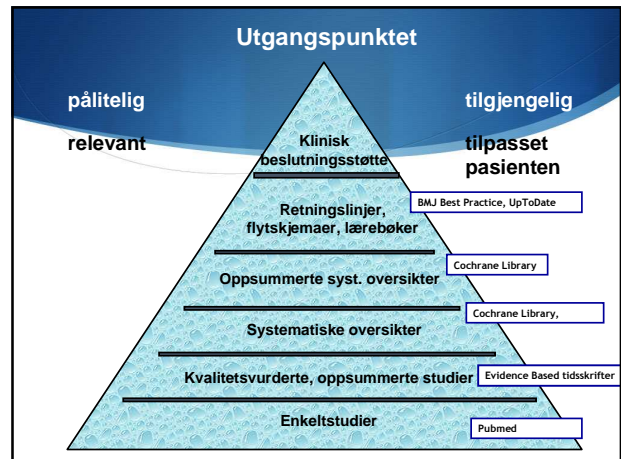 Utgangspunktet
pålitelig
tilgjengelig
relevant
tilpasset
pasienten
Klinisk
beslutningsstøtte
BMJ Best Practice, UpToDate
Retningslinjer,
flytskjemaer, lærebøker
Cochrane Library
Oppsummerte syst. oversikter
Cochrane Library,
Systematiske oversikter
Kvalitetsvurderte, oppsummerte studier
Evidence Based tidsskrifter
Enkeltstudier
Pubmed